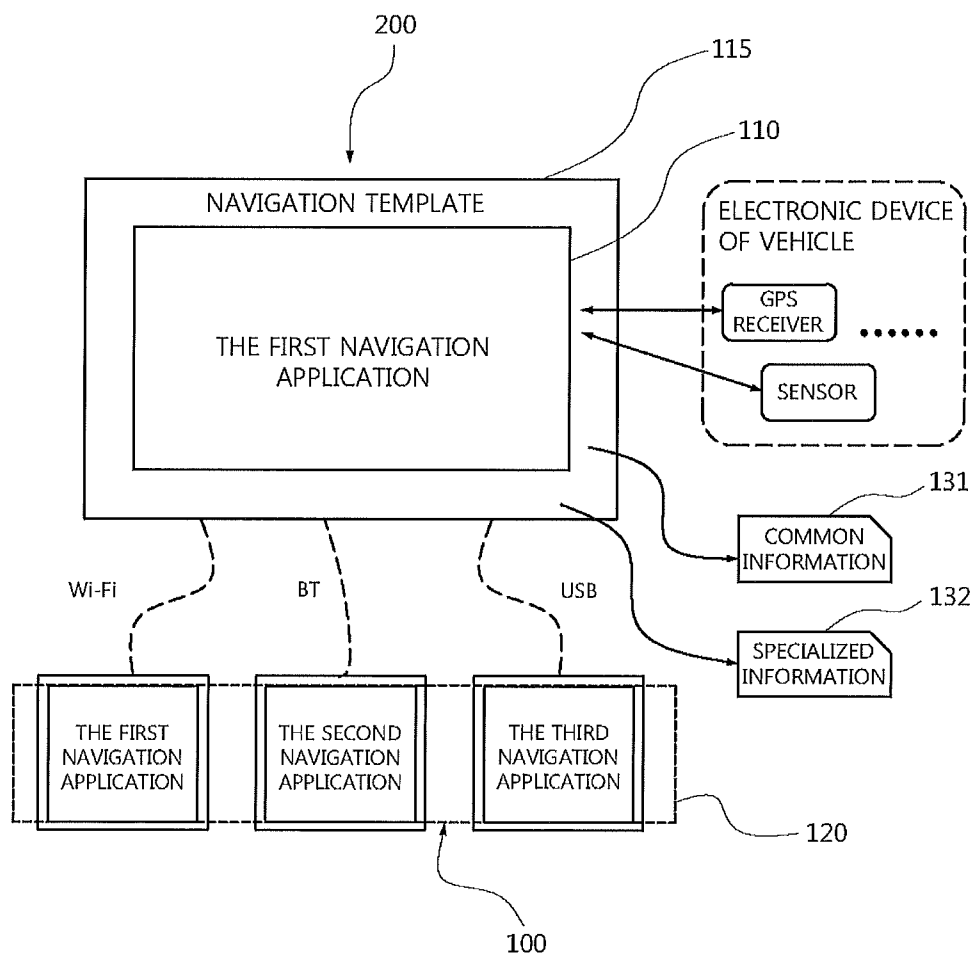 200
115
110
NAVIGATION TEMPLATE
THE FIRST NAVIGATION
APPLICATION
ELECTRONIC DEVICE
OF VEHICLE
GPS
RECEIVER
SENSOR
131
COMMON
INFORMATION
132
SPECIALIZED
INFORMATION
Wi-Fi
BT
USB
THE FIRST
NAVIGATION
APPLICATION
THE SECOND
NAVIGATION
APPLICATION
THE THIRD
NAVIGATION
APPLICATION
120
100